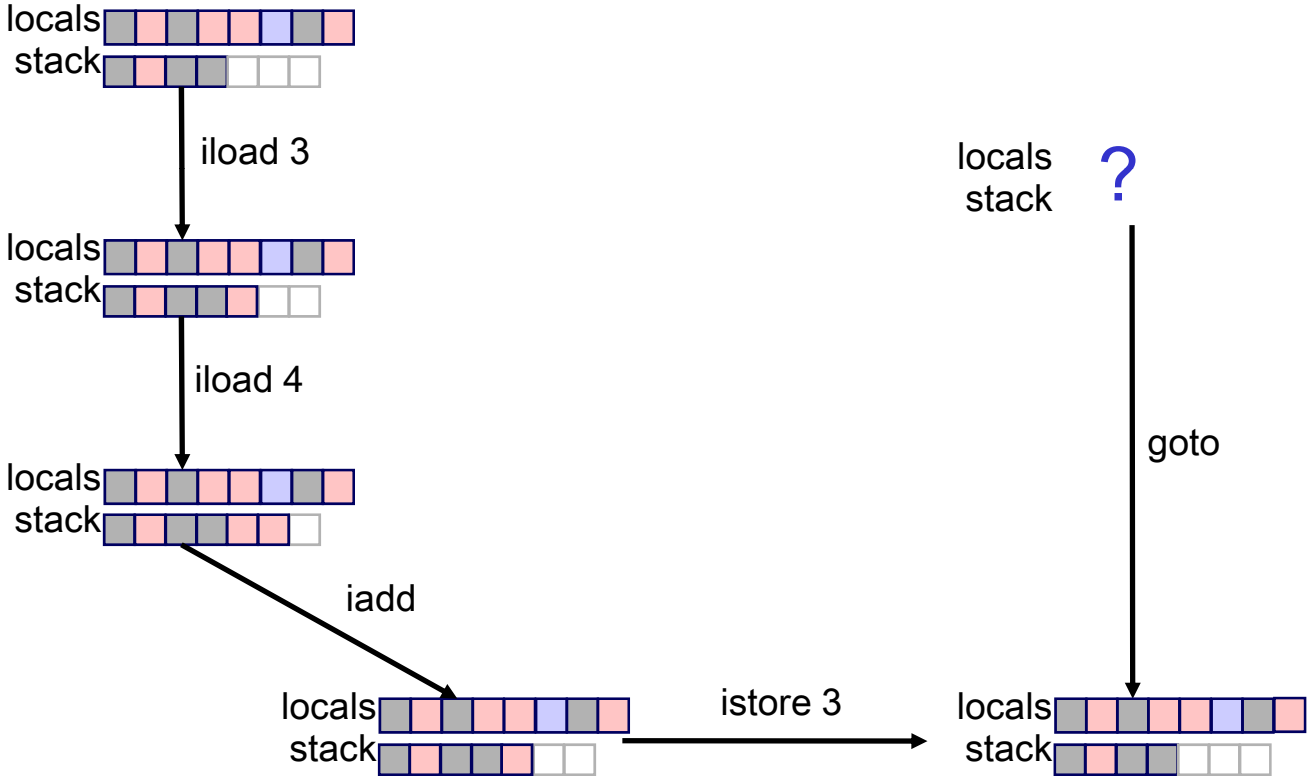 locals
stack
iload 3
locals
stack
?
locals
stack
iload 4
locals
stack
goto
iadd
locals
stack
istore 3
locals
stack